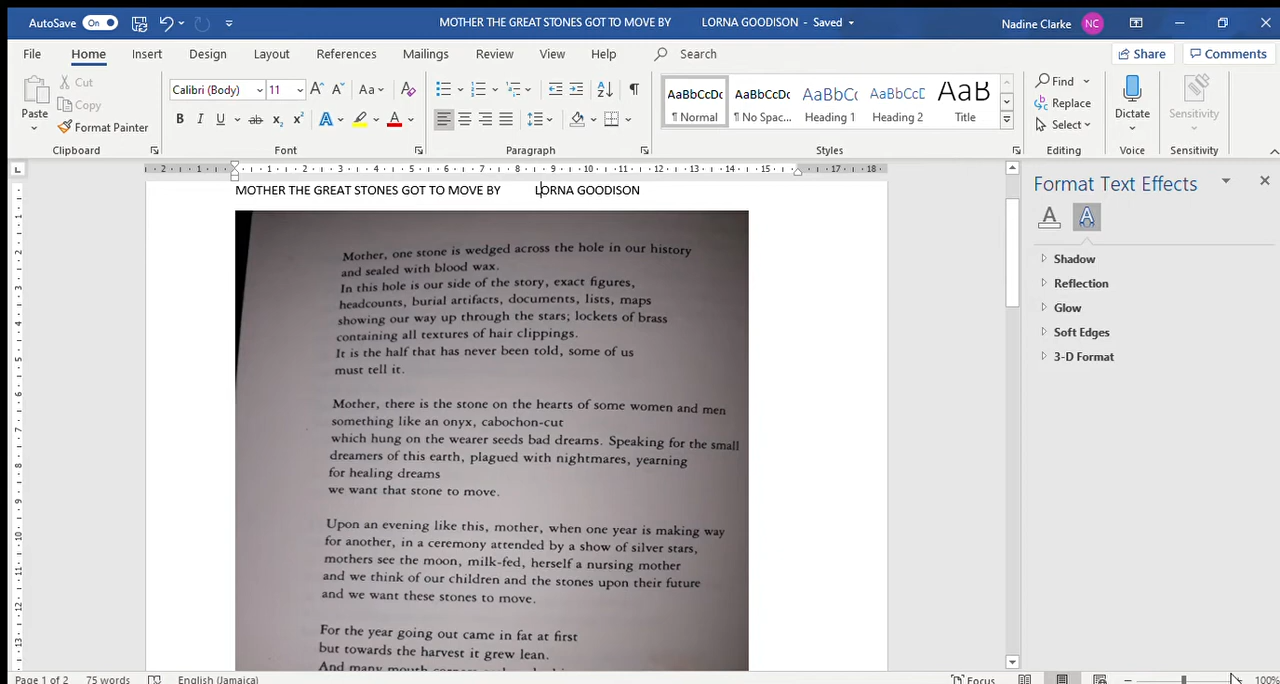 AutoSave On MOTHER THE GREAT STONES GOT TO MOVE BY LORNA GOODISON - Saved Nadine Clarke NC
File Home Insert Design Layout References Mailings Review View Help Search Share Comments
Paste
Cut
Copy
Format Painter
Clipboard
Calibri (Body) 11
Font
Paragraph
AaBbCcDc AaBbCcDc AaBbCc AaBbCcD AaB
¶ Normal ¶ No Spac... Heading 1 Heading 2 Title
Styles
Find
Replace
Select
Editing
Dictate
Voice
Sensitivity
Sensitivity
MOTHER THE GREAT STONES GOT TO MOVE BY LORNA GOODISON
Mother, one stone is wedged across the hole in our history
and sealed with blood wax.
In this hole is our side of the story, exact figures,
headcounts, burial artifacts, documents, lists, maps
showing our way up through the stars; lockets of brass
containing all textures of hair clippings.
It is the half that has never been told, some of us
must tell it.
Mother, there is the stone on the hearts of some women and men
something like an onyx, cabochon-cut
which hung on the wearer seeds bad dreams. Speaking for the small
dreamers of this earth, plagued with nightmares, yearning
for healing dreams
we want that stone to move.
Upon an evening like this, mother, when one year is making way
for another, in a ceremony attended by a show of silver stars,
mothers see the moon, milk-fed, herself a nursing mother
and we think of our children and the stones upon their future
and we want these stones to move.
For the year going out came in fat at first
but towards the harvest it grew lean.
And many mouth corners
Format Text Effects
Shadow
Reflection
Glow
Soft Edges
3-D Format
Page 1 of 2 75 words English (Jamaica) Focus 100%